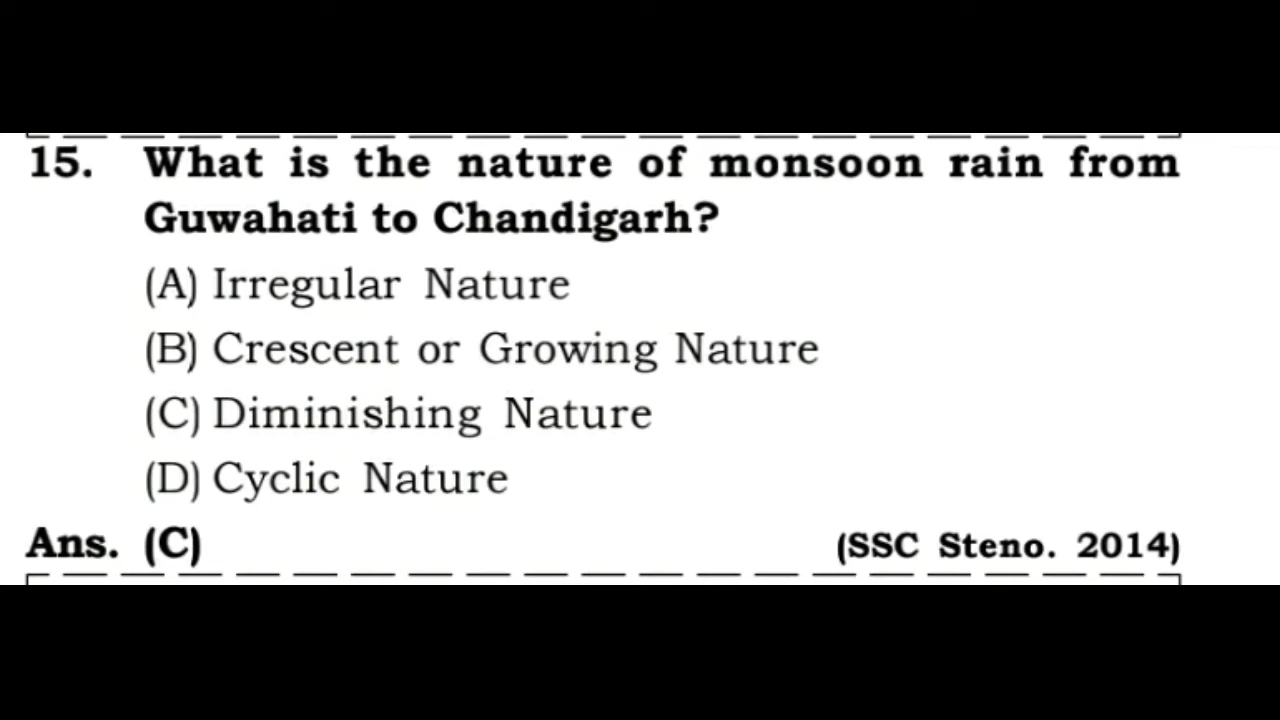 15. What is the nature of monsoon rain from
Guwahati to Chandigarh?
(A) Irregular Nature
(B) Crescent or Growing Nature
(C) Diminishing Nature
(D) Cyclic Nature
Ans. (C) (SSC Steno. 2014)